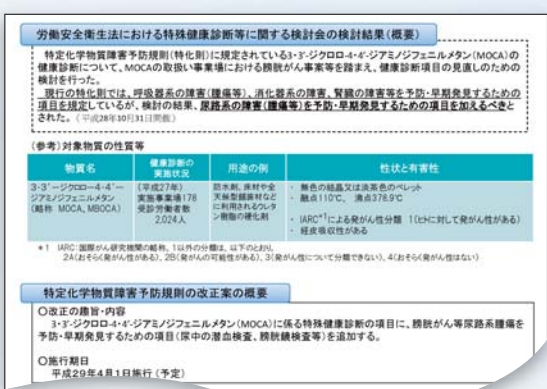 労働安全衛生法における特殊健康診断等に関する検討会の検討結果(概要)
特定化学物質障害予防規則(特化則)に規定されている3・3'-ジクロロ-4・4'-ジアミノジフェニルメタン(MOCA)の
健康診断について、MOCAの取扱い事業場における膀胱がん事案等を踏まえ、健康診断項目の見直しのための
検討を行った。
現行の特化則では、呼吸器系の障害(腫瘍等)、消化器系の障害、腎臓の障害等を予防・早期発見するための
項目を規定しているが、検討の結果、尿路系の障害(腫瘍等)を予防・早期発見するための項目を加えるべきと
された。(平成28年10月31日開催)
(参考)対象物質の性質等
物質名
健康診断の
実施状況
用途の例
性状と有害性
3-3'-ジクロロ-4-4'-
ジアミノジフェニルメタン
(略称 MOCA、MBOCA)
(平成27年)
実施事業場178
受診労働者数
2,024人
防水剤、床材や全
天候型舗装材など
に利用されるウレタ
ン樹脂の硬化剤
・ 無色の結晶又は淡茶色のペレット
・ 融点110℃、 沸点378.9℃
・ IARC*1による発がん性分類 1(ヒトに対して発がん性がある)
・ 経皮吸収性がある
*1 IARC:国際がん研究機関の略称、1以外の分類は、以下のとおり。
2A(おそらく発がん性がある)、2B(発がんの可能性がある)、3(発がん性について分類できない)、4(おそらく発がん性はない)
特定化学物質障害予防規則の改正案の概要
○改正の趣旨・内容
3・3'-ジクロロ-4・4'-ジアミノジフェニルメタン(MOCA)に係る特殊健康診断の項目に、膀胱がん等尿路系腫瘍を
予防・早期発見するための項目(尿中の潜血検査、膀胱鏡検査等)を追加する。
○施行期日
平成29年4月1日施行(予定)